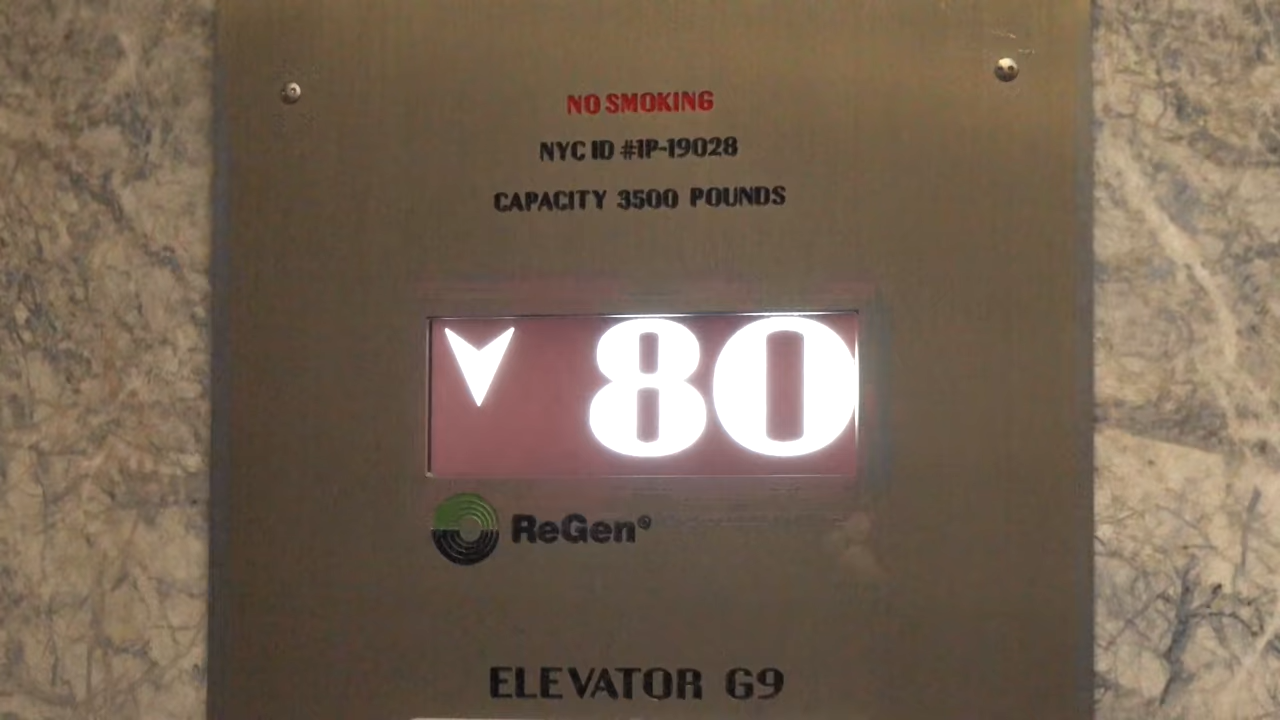 NO SMOKING
NYC ID #1P-19028
CAPACITY 3500 POUNDS
80
ReGen®
ELEVATOR G9